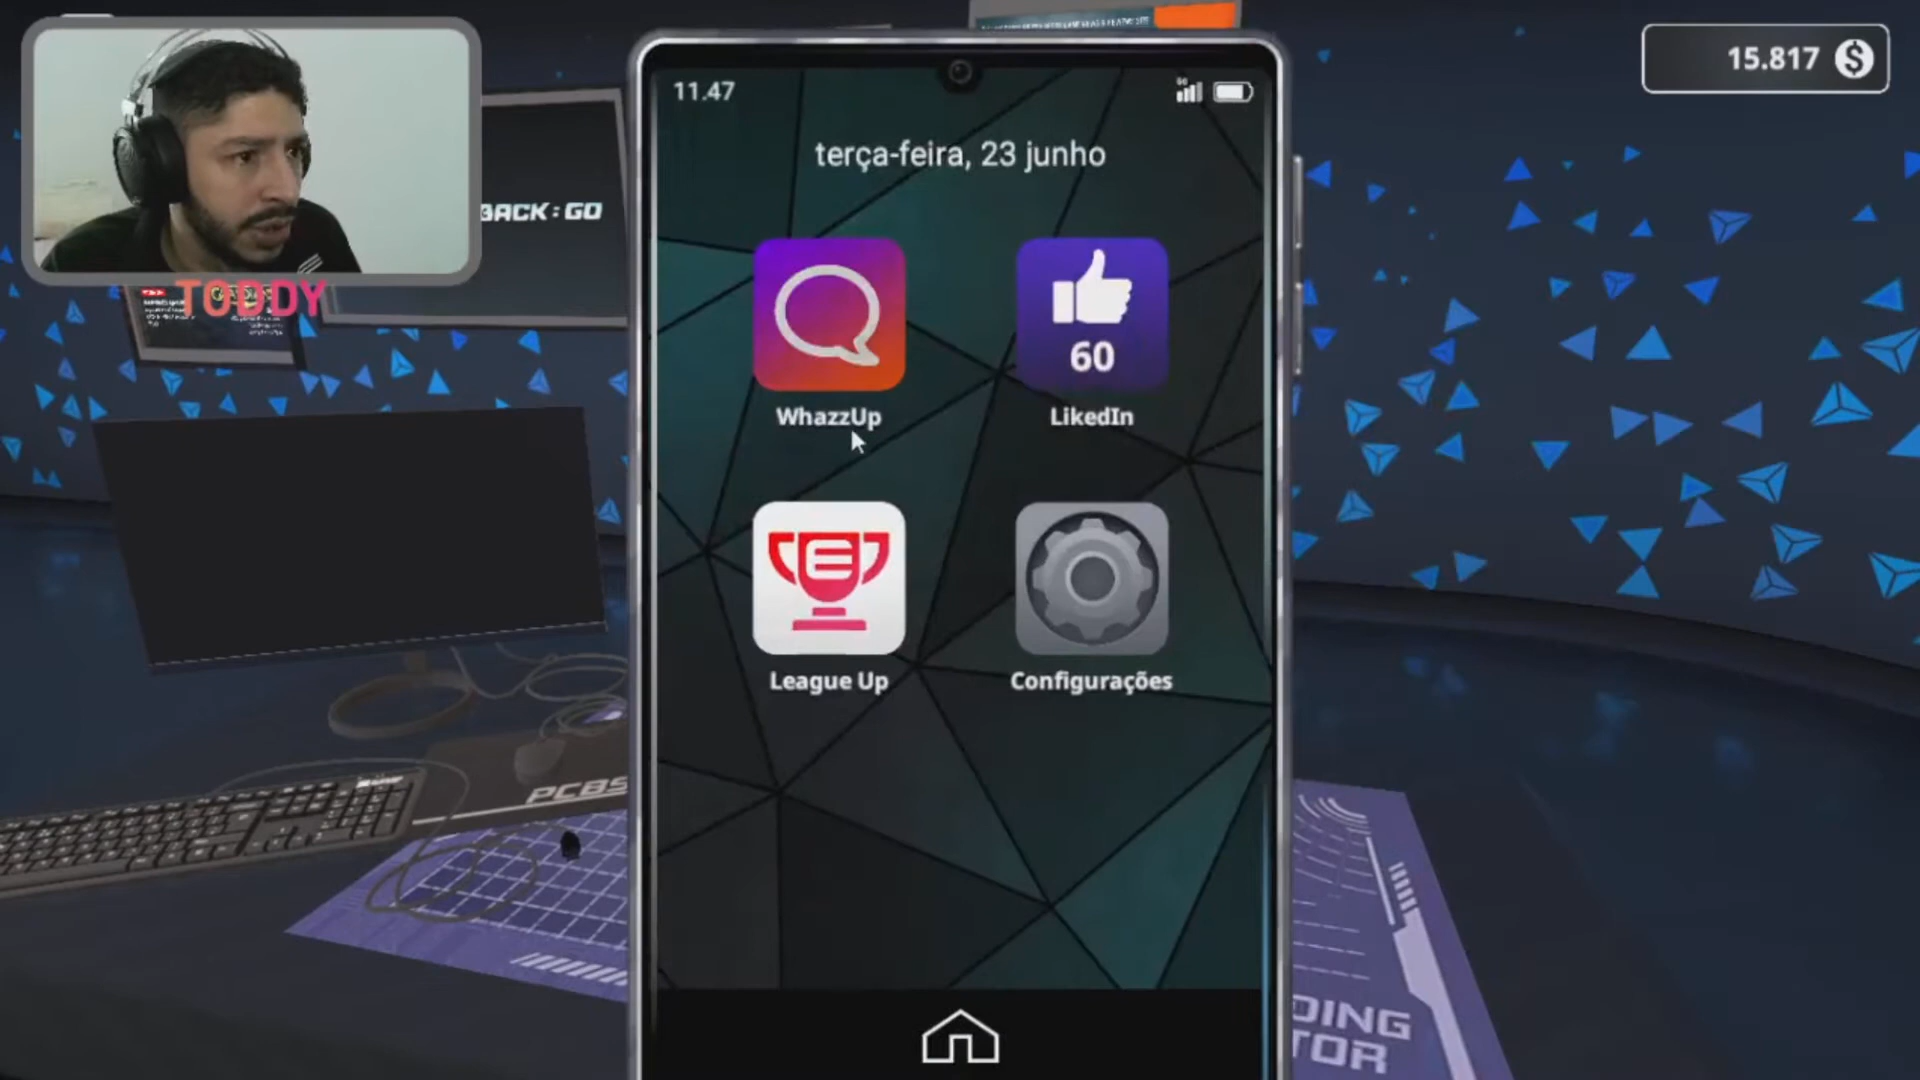 15.817
11.47
terça-feira, 23 junho
BACK:GO
TODDY
60
WhazzUp
LikedIn
League Up
Configurações
PCBS
DING
TOR